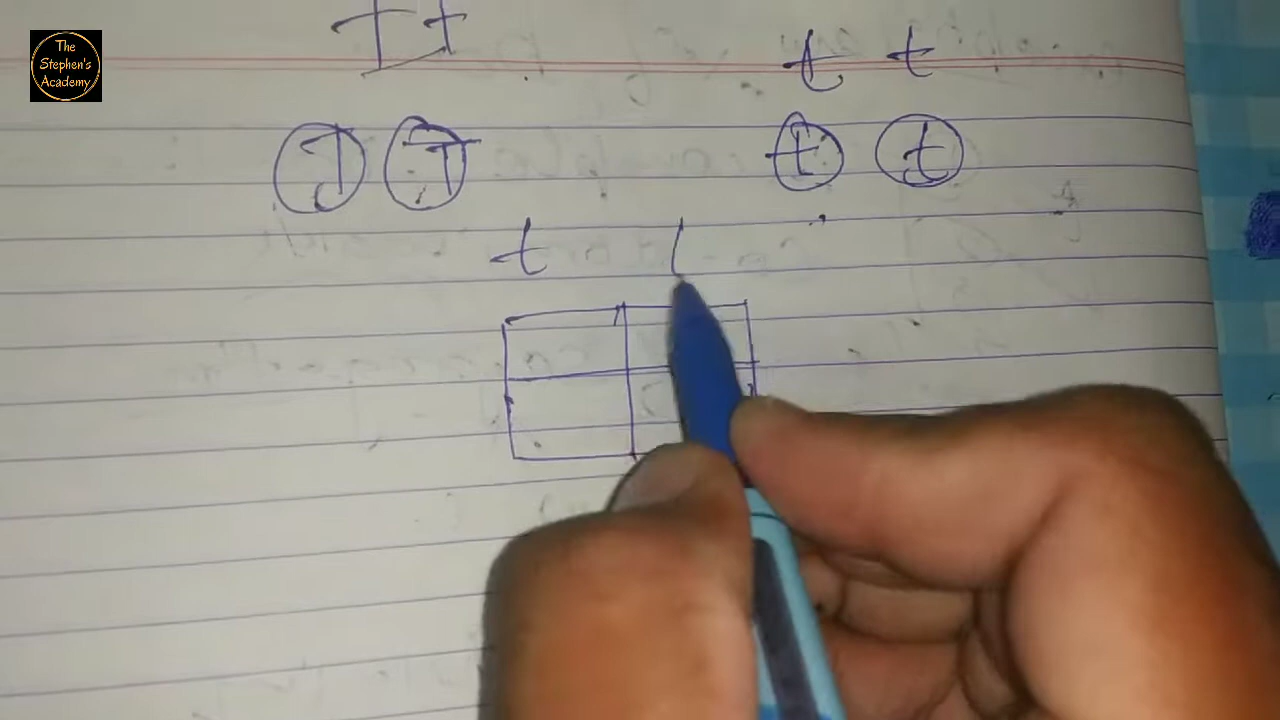 The
Stephen's
Academy
TT t t
T T t t
t